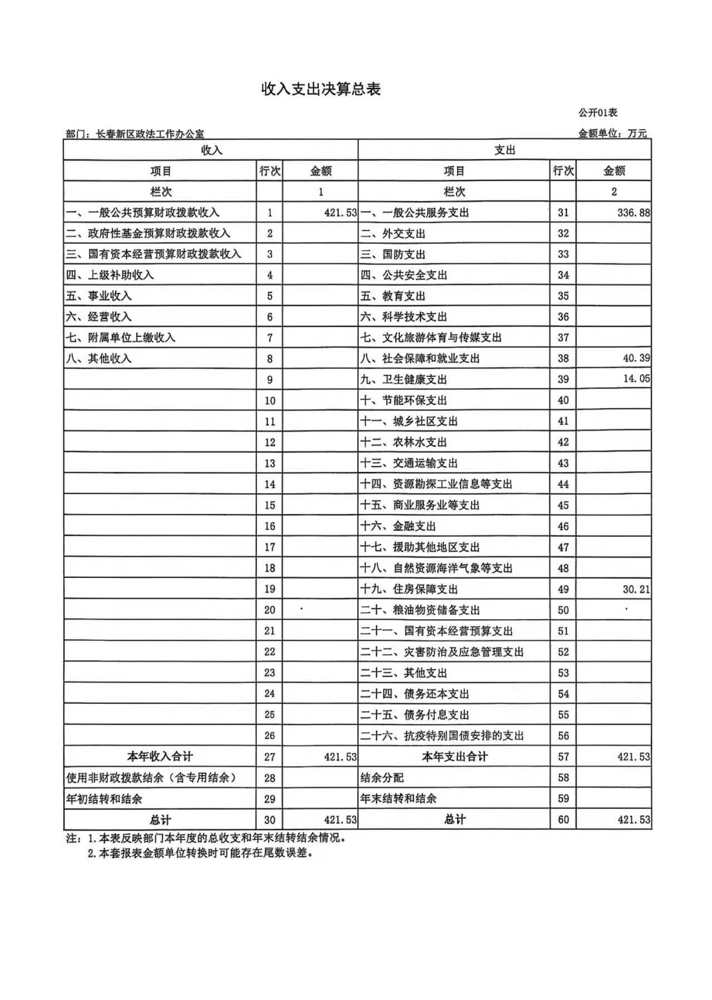 收入支出决算总表
公开01表
部门：长春新区政法工作办公室 金额单位：万元
收入 支出
项目 行次 金额 项目 行次 金额
栏次 1 栏次 2
一、一般公共预算财政拨款收入 1 421.53 一、一般公共服务支出 31 336.88
二、政府性基金预算财政拨款收入 2 二、外交支出 32
三、国有资本经营预算财政拨款收入 3 三、国防支出 33
四、上级补助收入 4 四、公共安全支出 34
五、事业收入 5 五、教育支出 35
六、经营收入 6 六、科学技术支出 36
七、附属单位上缴收入 7 七、文化旅游体育与传媒支出 37
八、其他收入 8 八、社会保障和就业支出 38 40.39
9 九、卫生健康支出 39 14.05
10 十、节能环保支出 40
11 十一、城乡社区支出 41
12 十二、农林水支出 42
13 十三、交通运输支出 43
14 十四、资源勘探工业信息等支出 44
15 十五、商业服务业等支出 45
16 十六、金融支出 46
17 十七、援助其他地区支出 47
18 十八、自然资源海洋气象等支出 48
19 十九、住房保障支出 49 30.21
20 二十、粮油物资储备支出 50
21 二十一、国有资本经营预算支出 51
22 二十二、灾害防治及应急管理支出 52
23 二十三、其他支出 53
24 二十四、债务还本支出 54
25 二十五、债务付息支出 55
26 二十六、抗疫特别国债安排的支出 56
本年收入合计 27 421.53 本年支出合计 57 421.53
使用非财政拨款结余（含专用结余） 28 结余分配 58
年初结转和结余 29 年末结转和结余 59
总计 30 421.53 总计 60 421.53
注：1.本表反映部门本年度的总收支和年末结转结余情况。
2.本套报表金额单位转换时可能存在尾数误差。